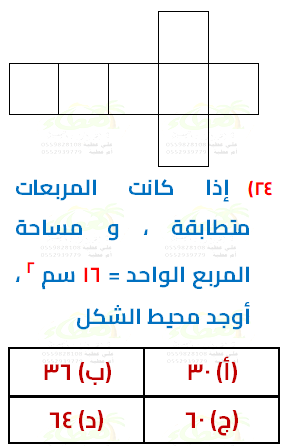 ٢٤) إذا كانت المربعات
متطابقة ، و مساحة
المربع الواحد = ١٦ سم ٢ ،
أوجد محيط الشكل
(أ) ٣٠ (ب) ٣٦
(ج) ٦٠ (د) ٦٤